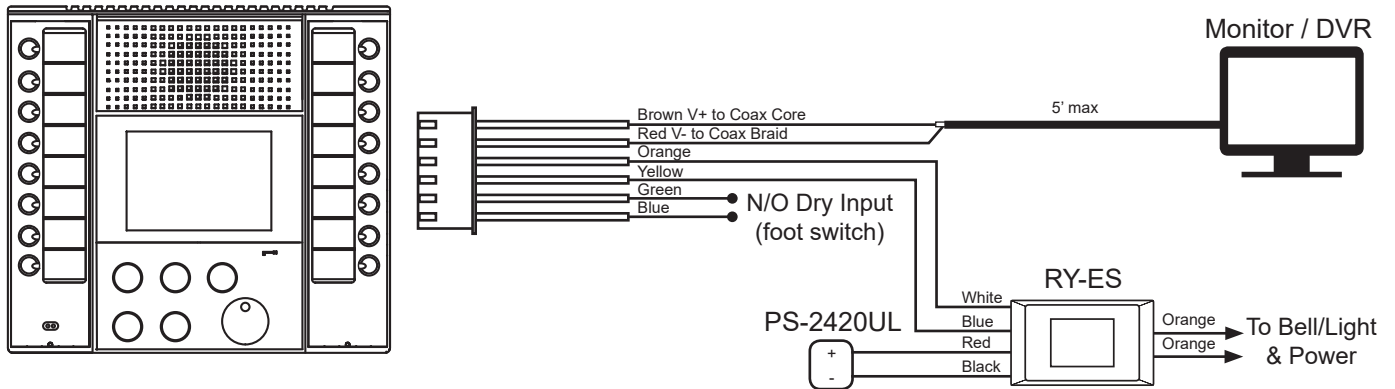 Monitor / DVR
Brown V+ to Coax Core
Red V- to Coax Braid
Orange
Yellow
Green
Blue
5’ max
N/O Dry Input
(foot switch)
RY-ES
PS-2420UL
+
-
White
Blue
Red
Black
Orange
Orange
To Bell/Light
& Power